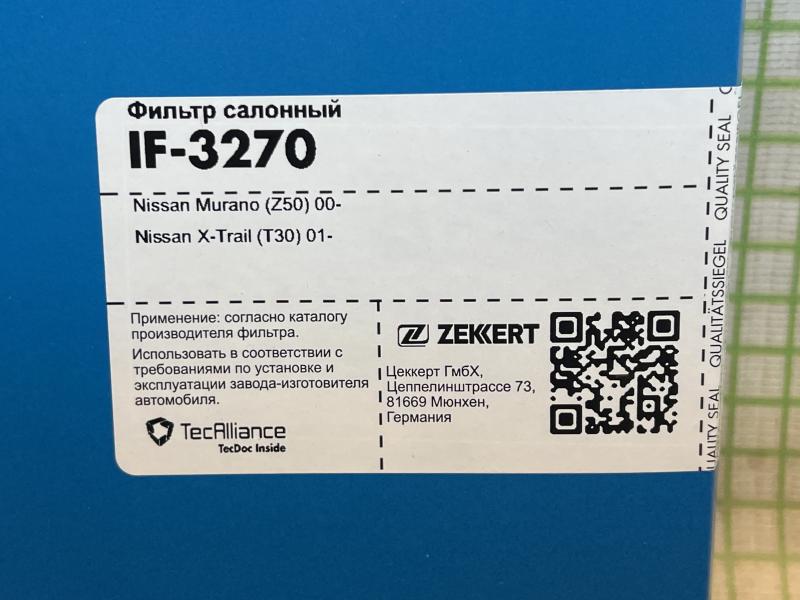 Фильтр салонный
IF-3270
Nissan Murano (Z50) 00-
Nissan X-Trail (T30) 01-
Применение: согласно каталогу
производителя фильтра.
Использовать в соответствии с
требованиями по установке и
эксплуатации завода-изготовителя
автомобиля.
TecAlliance
TecDoc Inside
ZEKKERT
Цеккерт ГмбХ,
Цеппелинштрассе 73,
81669 Мюнхен,
Германия
QUALITY SEAL
QUALITÄTSSIEGEL
UALITY SEAL